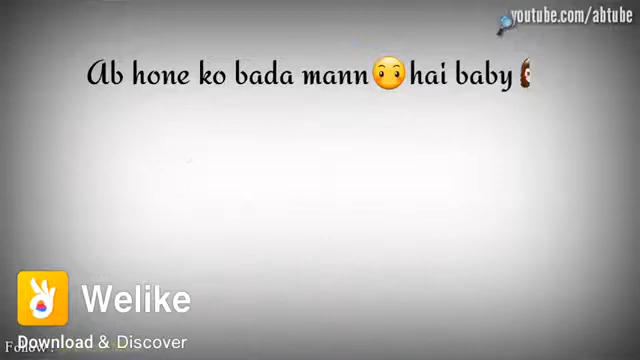 youtube.com/abtube
Ab hone ko bada mann😶hai baby
Welike
Download & Discover
Follow :